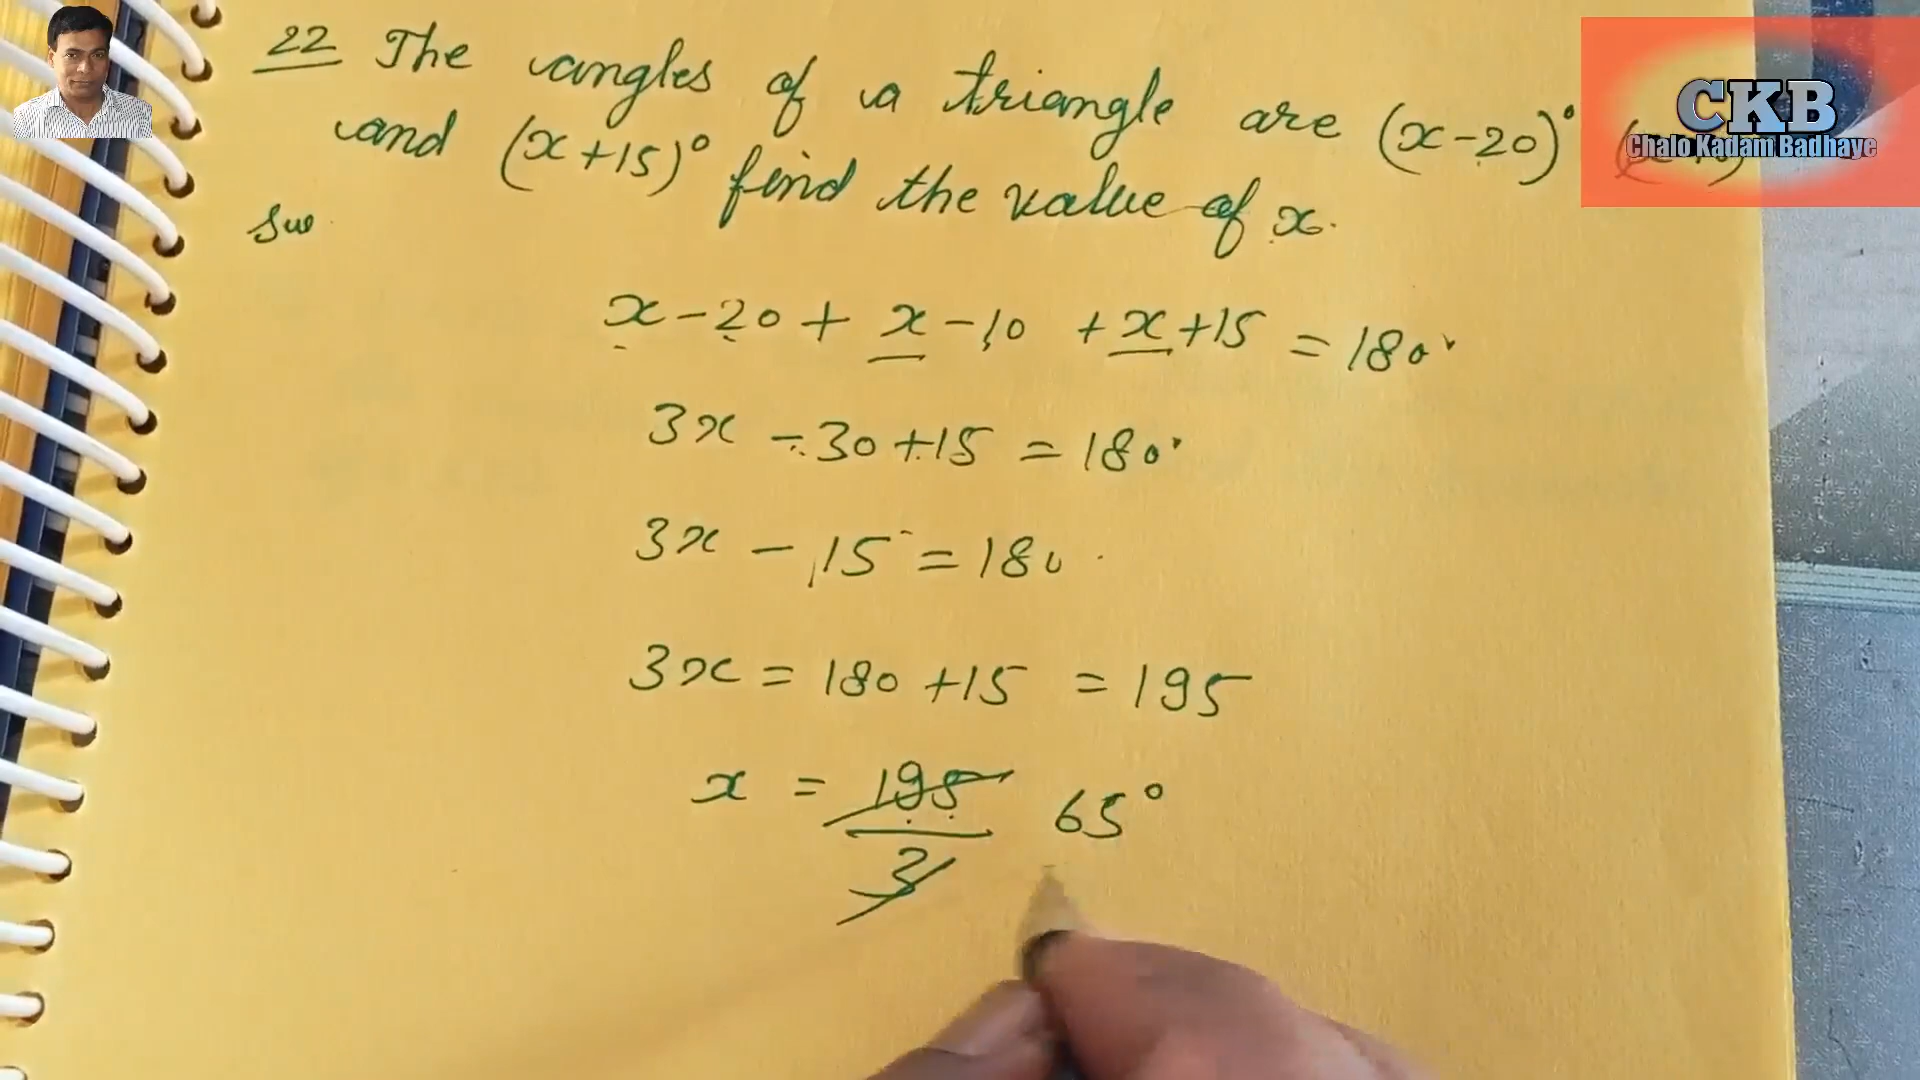 22 The angles of a triangle are (x-20)°
CKB
Chalo Kadam Badhaye
and (x+15)° find the value of x.
x-20+ x-10 +x+15 =180
3x -30+15 =180
3x - 15 =180
3x = 180+15 =195
x = 195/3 65°